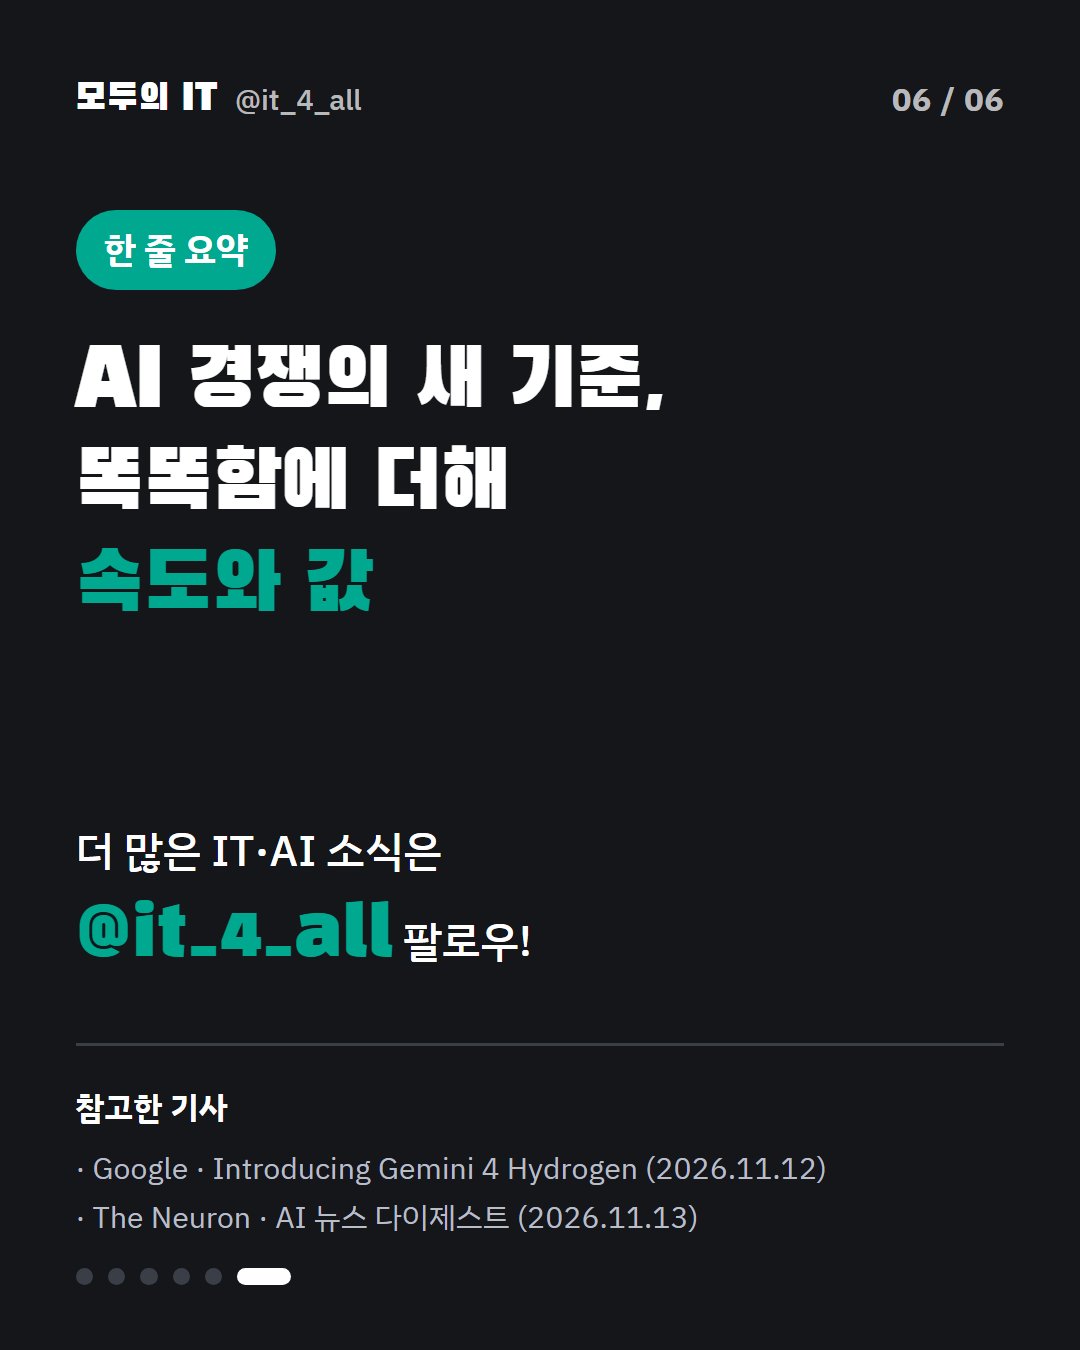 모두의 IT @it_4_all
06 / 06
한 줄 요약
AI 경쟁의 새 기준,
똑똑함에 더해
속도와 값
더 많은 IT·AI 소식은
@it_4_all 팔로우!
참고한 기사
· Google · Introducing Gemini 4 Hydrogen (2026.11.12)
· The Neuron · AI 뉴스 다이제스트 (2026.11.13)